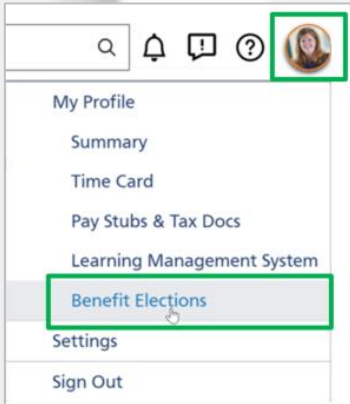 My Profile
Summary
Time Card
Pay Stubs & Tax Docs
Learning Management System
Benefit Elections
Settings
Sign Out